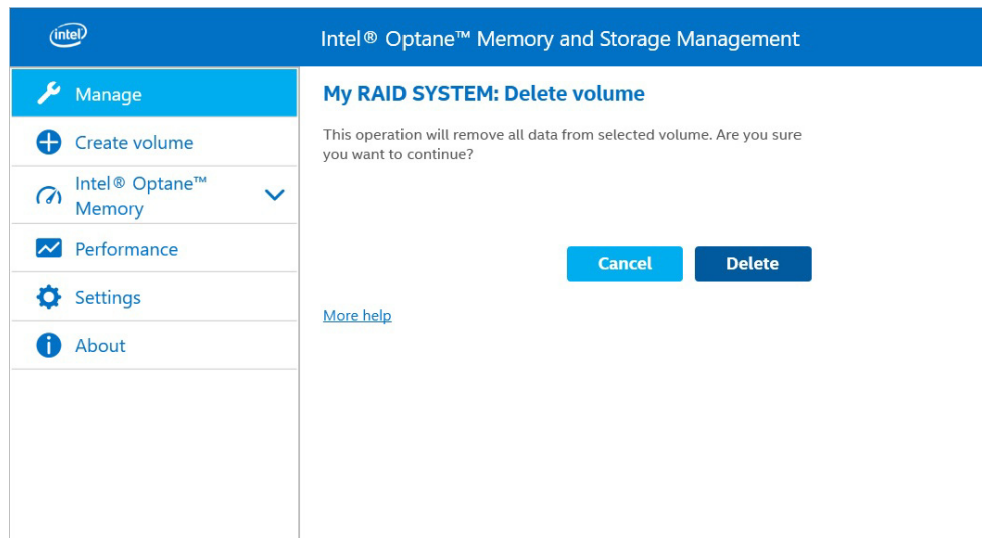 intel
Intel® Optane™ Memory and Storage Management
Manage
Create volume
Intel® Optane™
Memory
Performance
Settings
About
My RAID SYSTEM: Delete volume
This operation will remove all data from selected volume. Are you sure
you want to continue?
Cancel
Delete
More help